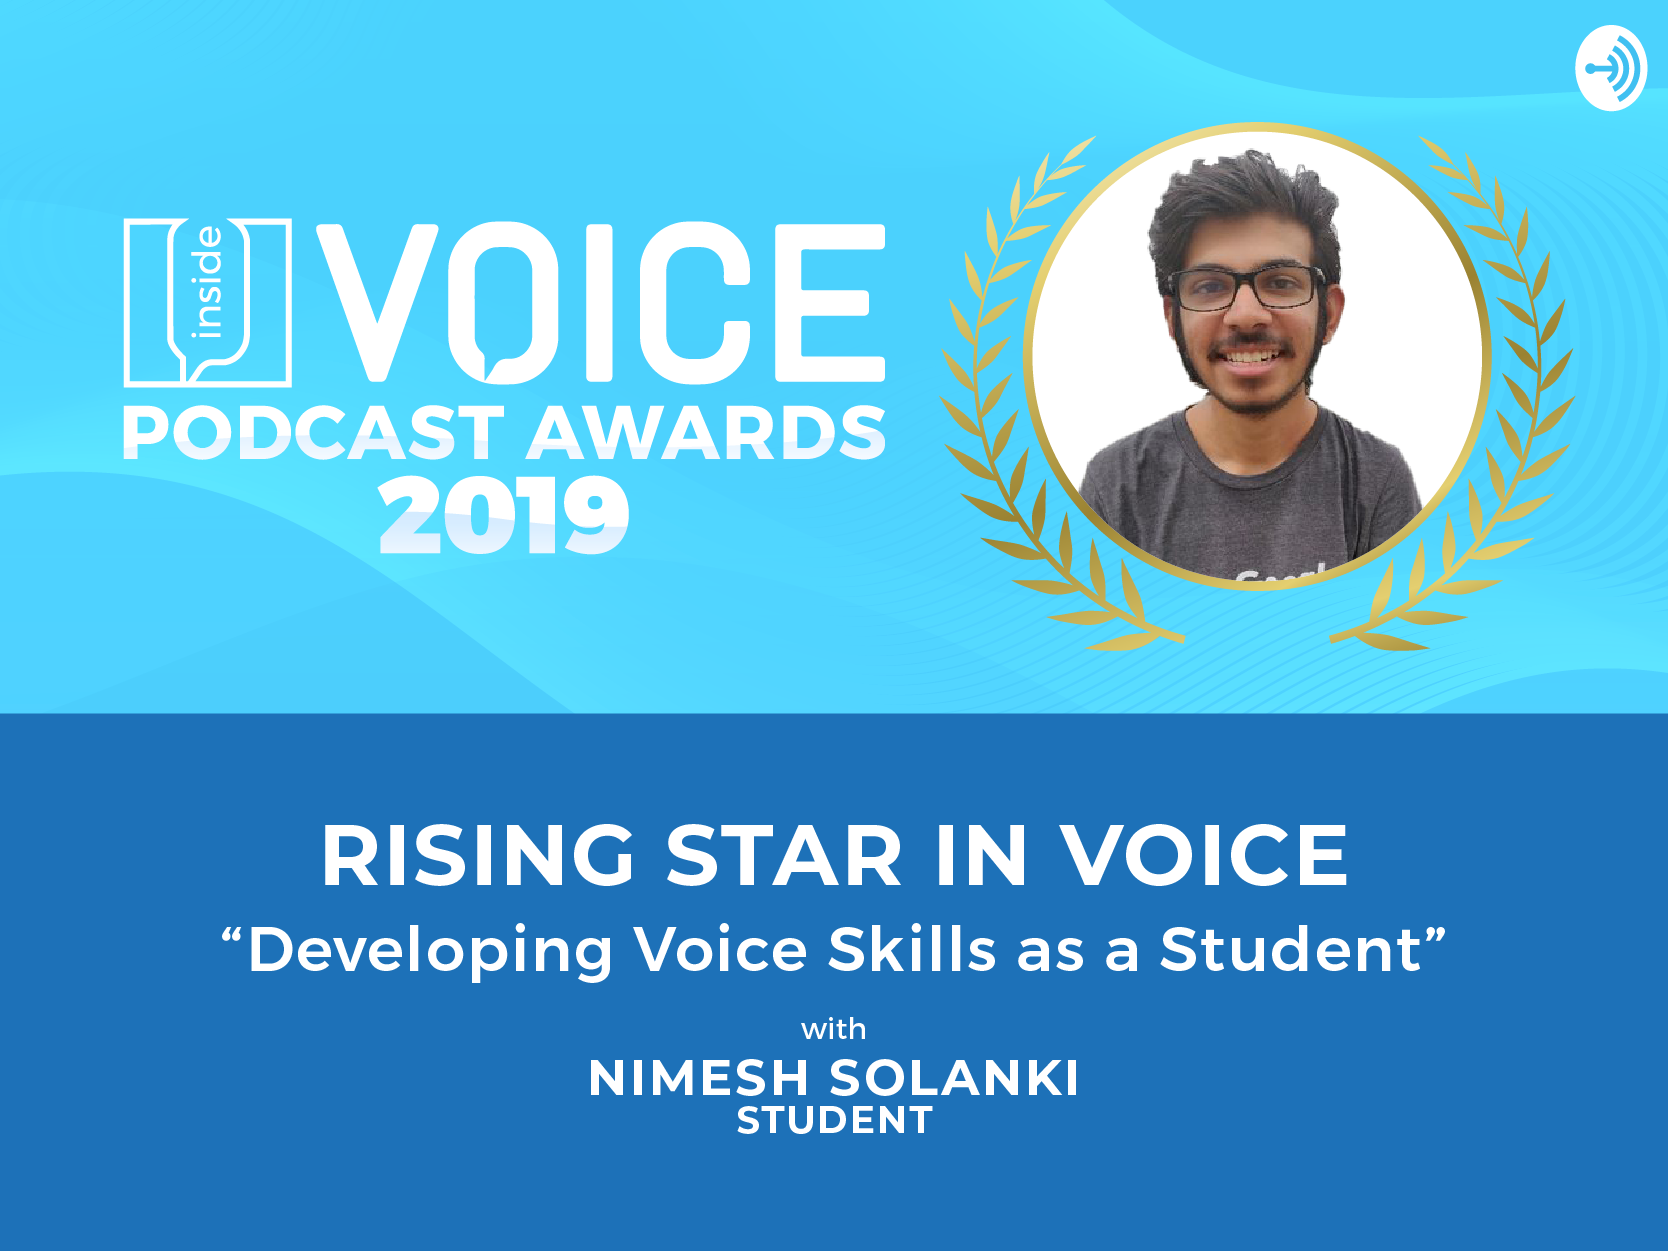 inside
VOICE
PODCAST AWARDS
2019
RISING STAR IN VOICE
“Developing Voice Skills as a Student”
with
NIMESH SOLANKI
STUDENT